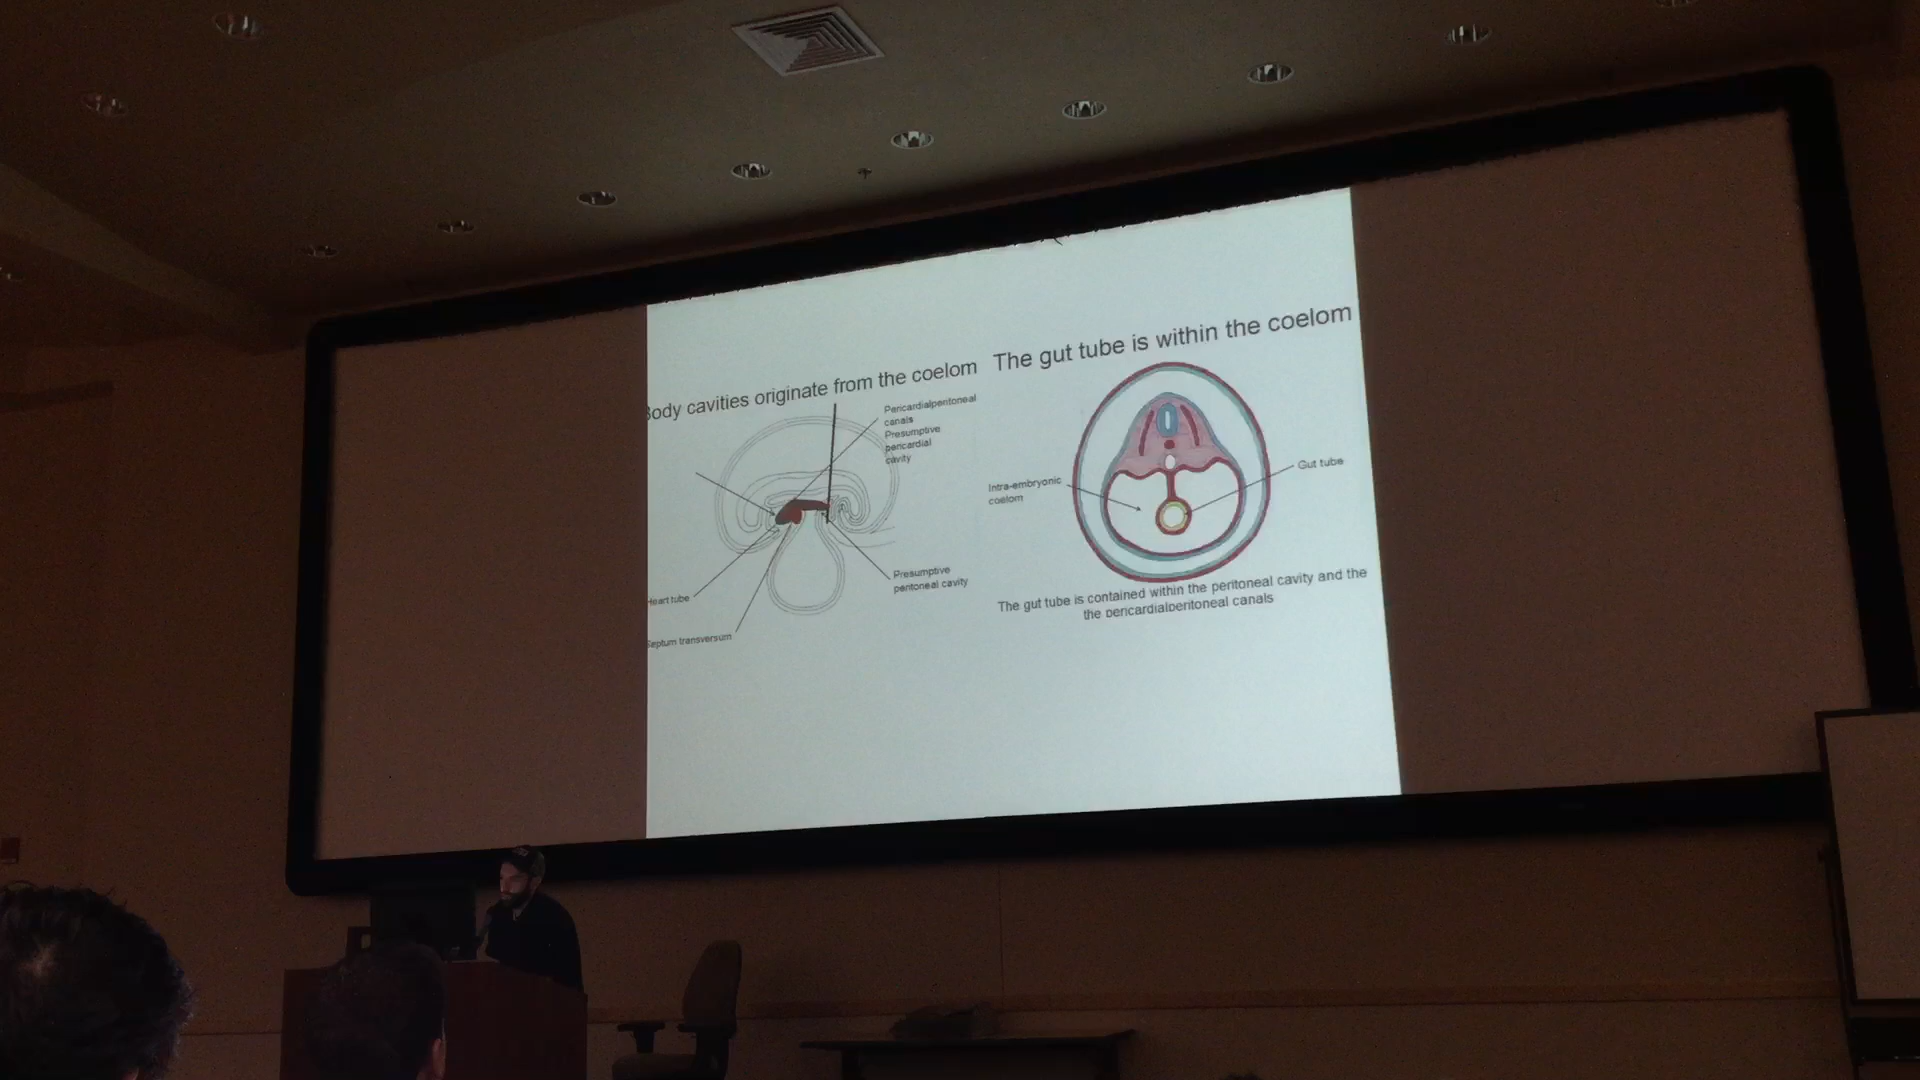 Body cavities originate from the coelom
Pericardialperitoneal
canals
Presumptive
pericardial
cavity
Heart tube
Septum transversum
Presumptive
peritoneal cavity
The gut tube is within the coelom
Intra-embryonic
coelom
Gut tube
The gut tube is contained within the peritoneal cavity and the
the pericardialperitoneal canals